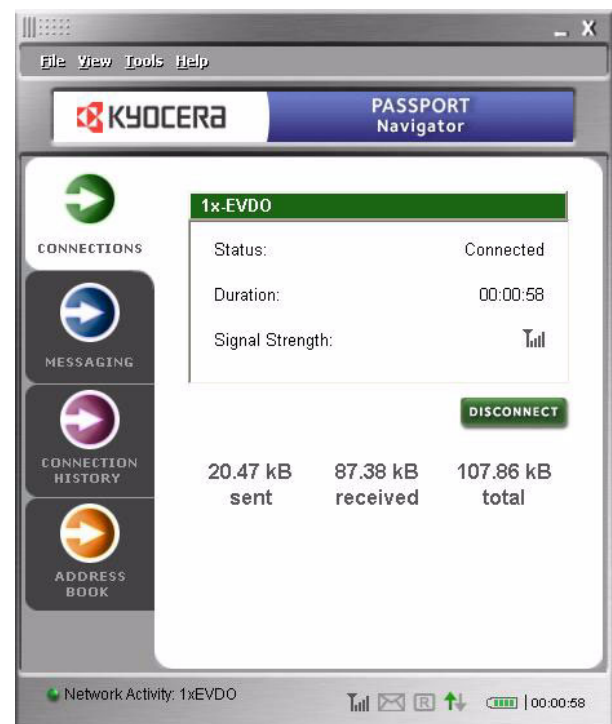 X
File View Tools Help
KYOCERA
PASSPORT
Navigator
CONNECTIONS
MESSAGING
CONNECTION
HISTORY
ADDRESS
BOOK
1x-EVDO
Status: Connected
Duration: 00:00:58
Signal Strength:
DISCONNECT
20.47 kB 87.38 kB 107.86 kB
sent received total
Network Activity: 1xEVDO
R
00:00:58